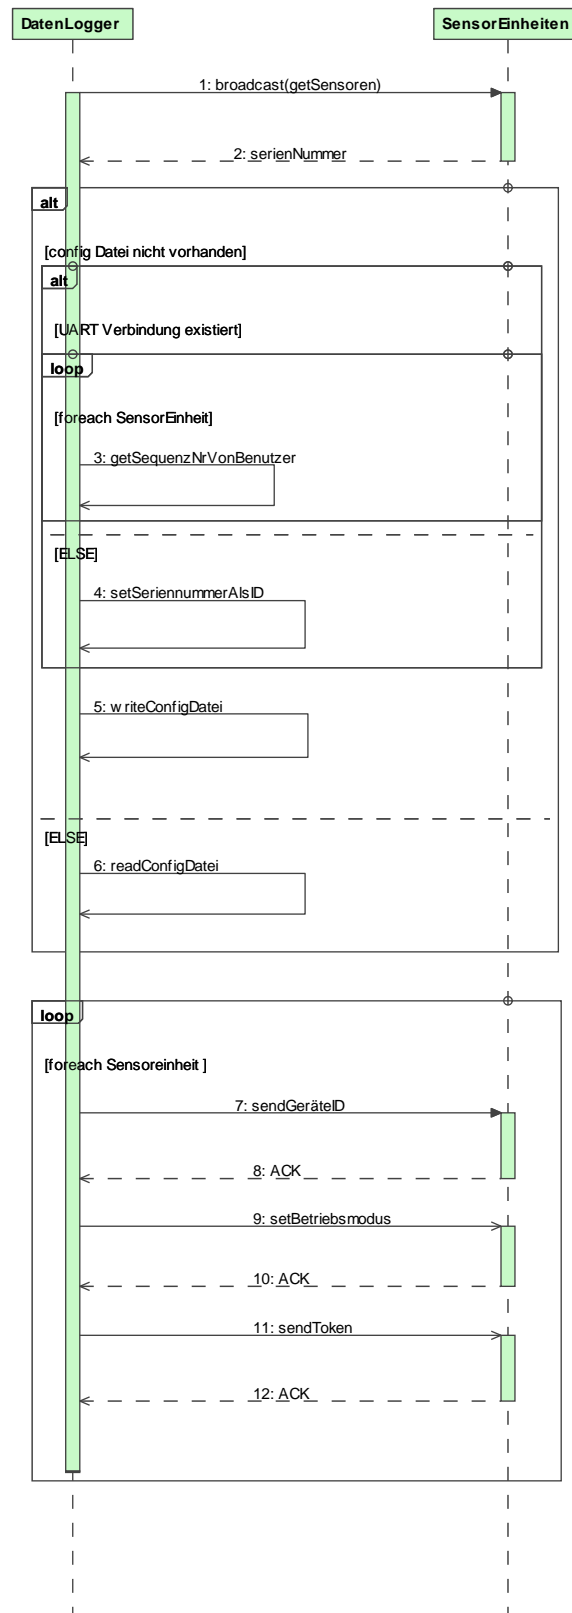 DatenLogger
SensorEinheiten
1: broadcast(getSensoren)
2: serienNummer
alt
[config Datei nicht vorhanden]
alt
[UART Verbindung existiert]
loop
[foreach SensorEinheit]
3: getSequenzNrVonBenutzer
[ELSE]
4: setSeriennummerAlsID
5: writeConfigDatei
[ELSE]
6: readConfigDatei
loop
[foreach Sensoreinheit ]
7: sendGeräteID
8: ACK
9: setBetriebsmodus
10: ACK
11: sendToken
12: ACK